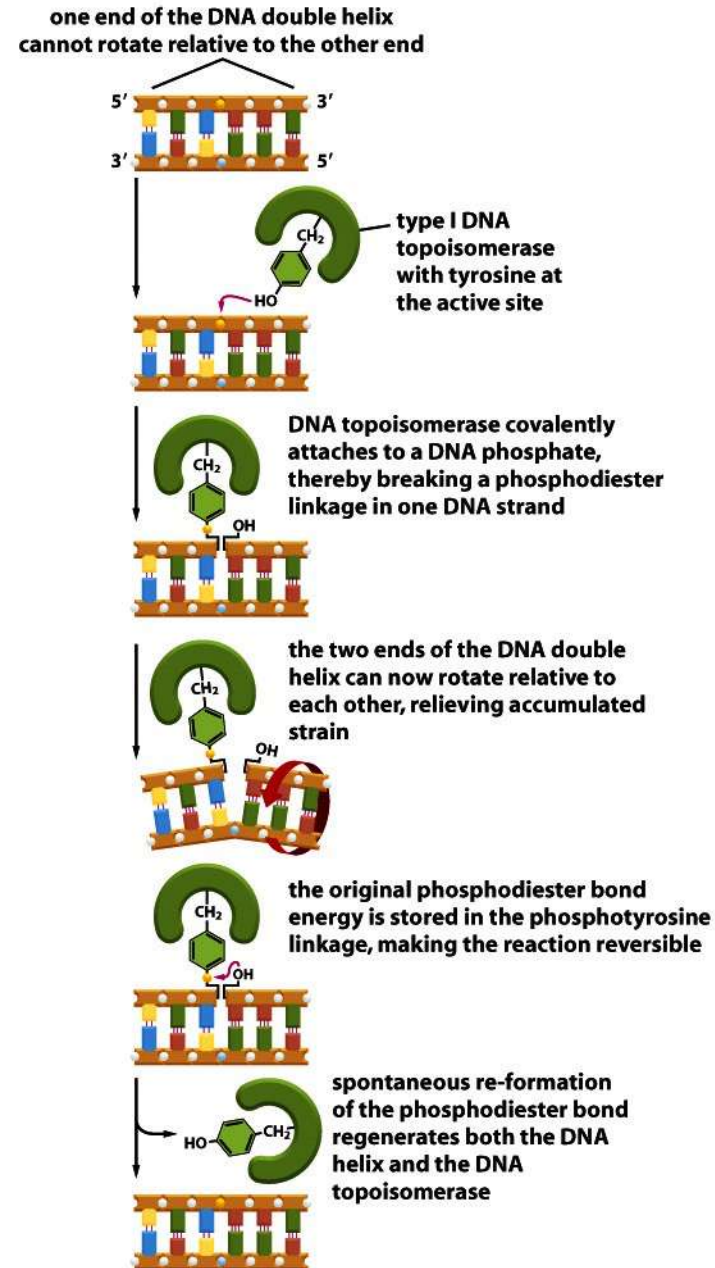 one end of the DNA double helix
cannot rotate relative to the other end
5′ 3′
3′ 5′
CH2
HO
type I DNA
topoisomerase
with tyrosine at
the active site
DNA topoisomerase covalently
attaches to a DNA phosphate,
thereby breaking a phosphodiester
linkage in one DNA strand
CH2
OH
the two ends of the DNA double
helix can now rotate relative to
each other, relieving accumulated
strain
CH2
OH
the original phosphodiester bond
energy is stored in the phosphotyrosine
linkage, making the reaction reversible
CH2
OH
spontaneous re-formation
of the phosphodiester bond
regenerates both the DNA
helix and the DNA
topoisomerase
HO CH2